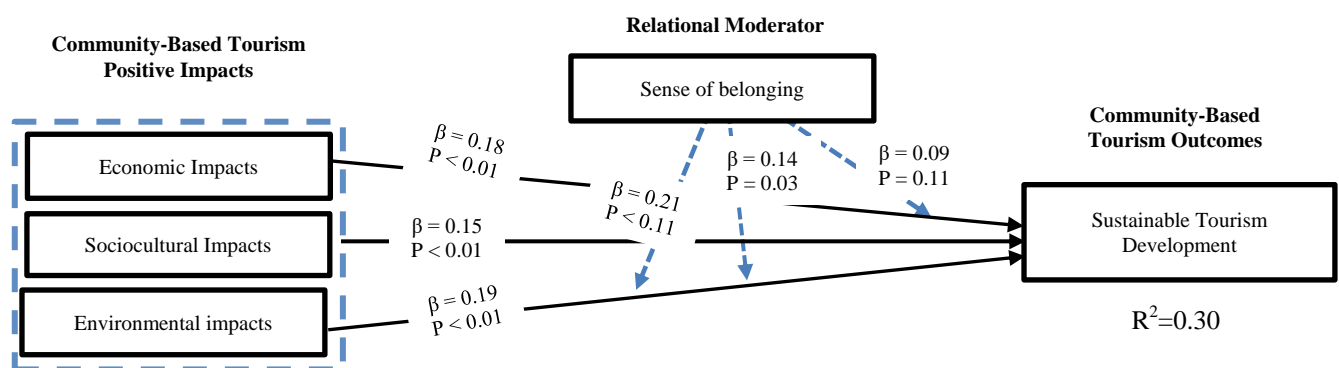 Relational Moderator
Community-Based Tourism
Positive Impacts
Sense of belonging
Community-Based
Tourism Outcomes
Economic Impacts
β = 0.18
P < 0.01
β = 0.21
P < 0.11
β = 0.14
P = 0.03
β = 0.09
P = 0.11
Sociocultural Impacts
β = 0.15
P < 0.01
Sustainable Tourism
Development
Environmental impacts
β = 0.19
P < 0.01
R²=0.30